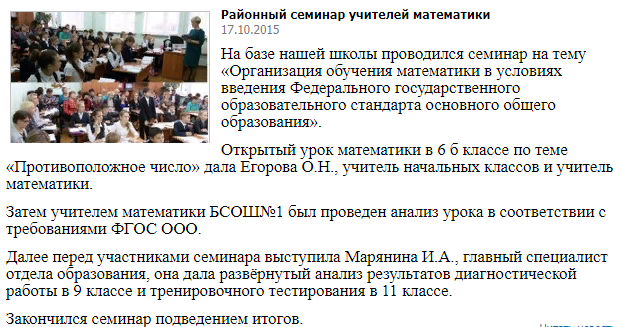 Районный семинар учителей математики
17.10.2015
На базе нашей школы проводился семинар на тему
«Организация обучения математики в условиях
введения Федерального государственного
образовательного стандарта основного общего
образования».
Открытый урок математики в 6 б классе по теме
«Противоположное число» дала Егорова О.Н., учитель начальных классов и учитель
математики.
Затем учителем математики БСОШ№1 был проведен анализ урока в соответствии с
требованиями ФГОС ООО.
Далее перед участниками семинара выступила Марянина И.А., главный специалист
отдела образования, она дала развёрнутый анализ результатов диагностической
работы в 9 классе и тренировочного тестирования в 11 классе.
Закончился семинар подведением итогов.